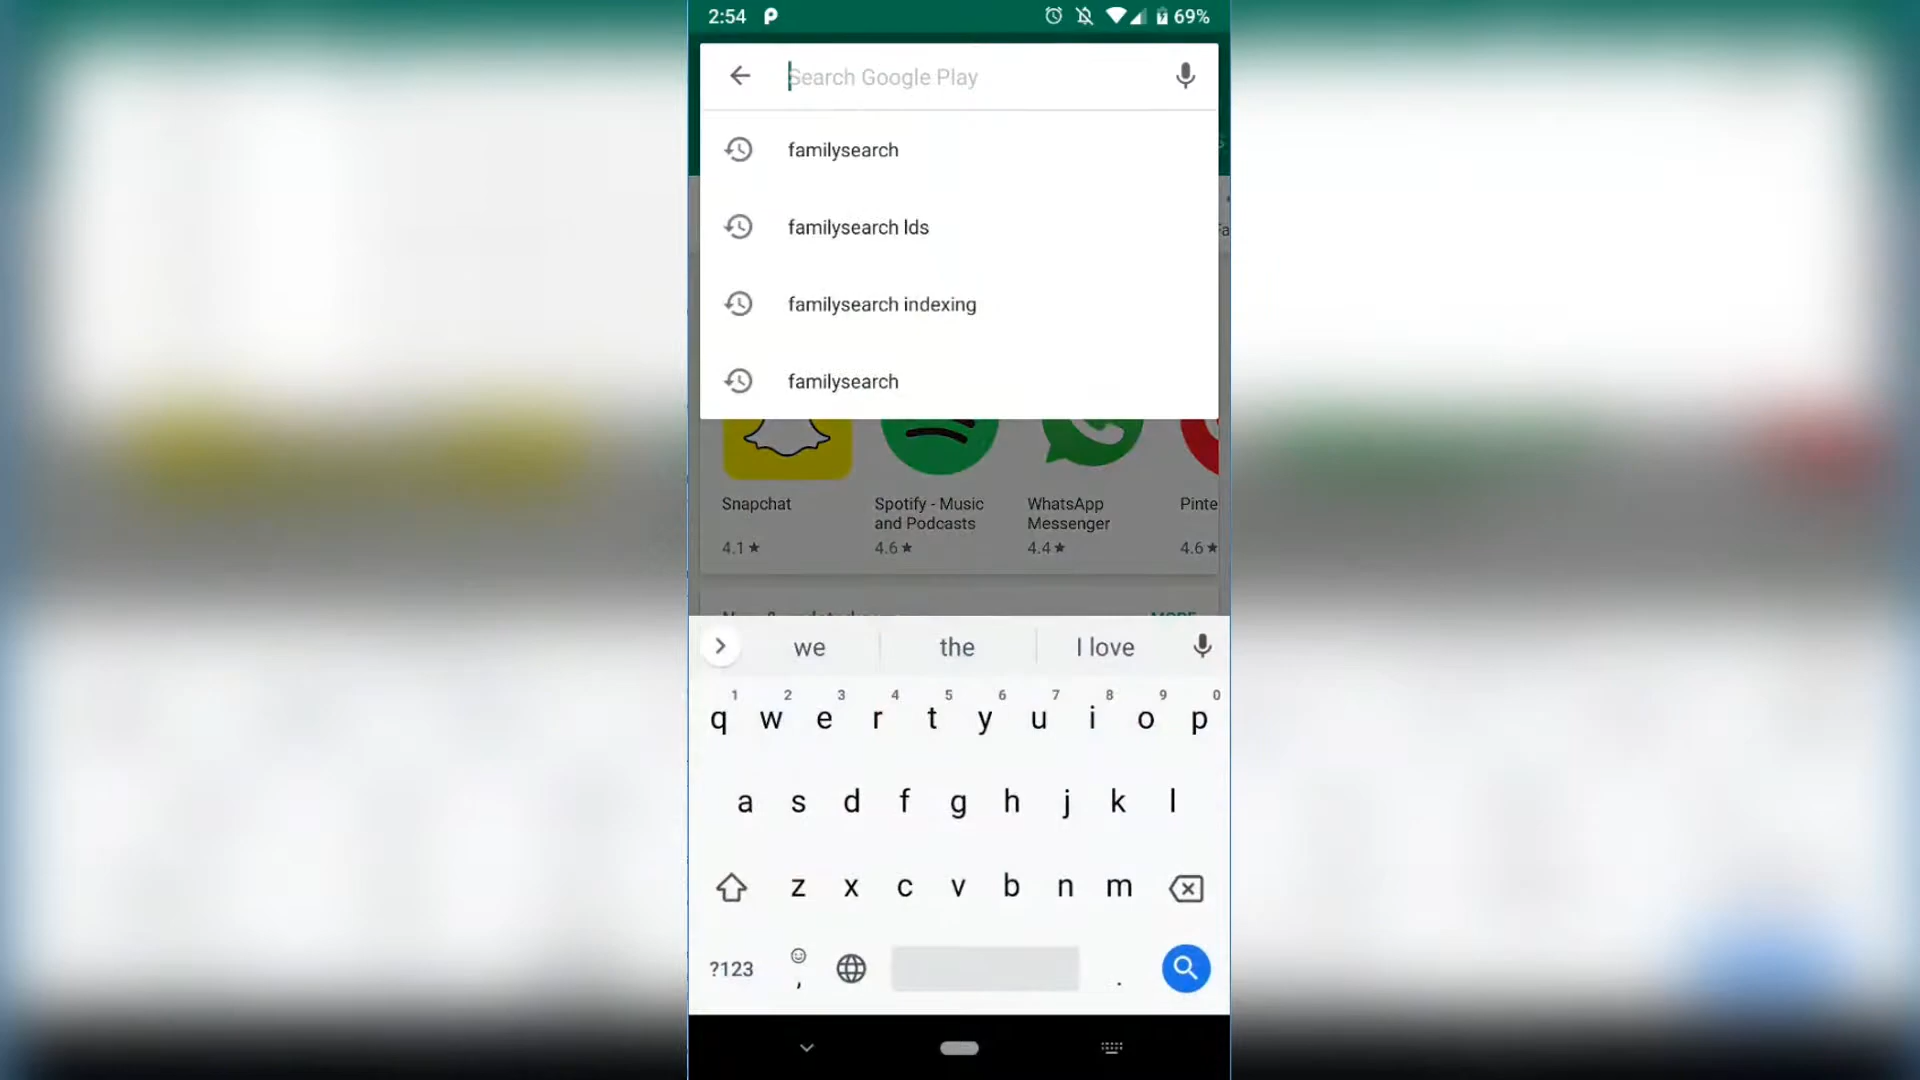 2:54 P 69%
Search Google Play
familysearch
familysearch lds
familysearch indexing
familysearch
Snapchat
Spotify - Music and Podcasts
WhatsApp Messenger
Pinte
4.1★
4.6★
4.4★
4.6★
MORE
we the I love
1 2 3 4 5 6 7 8 9 0
q w e r t y u i o p
a s d f g h j k l
z x c v b n m
?123 , .